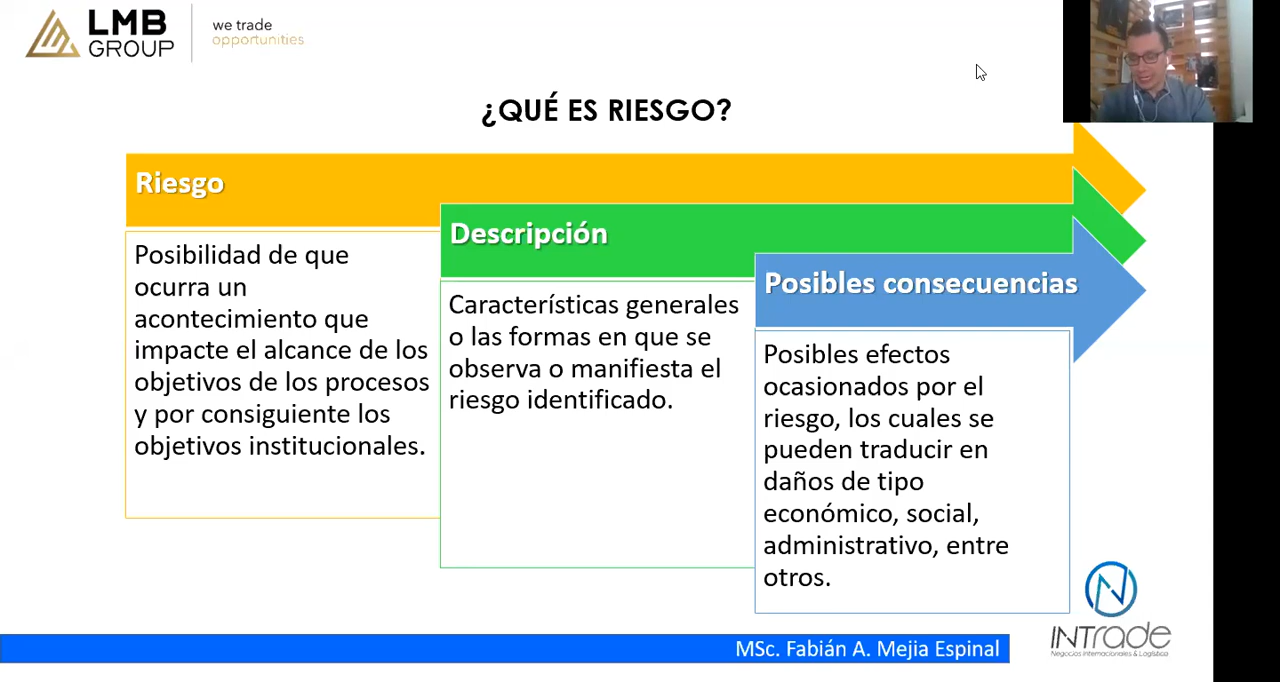 LMB
GROUP
we trade
opportunities
¿QUÉ ES RIESGO?
Riesgo
Posibilidad de que
ocurra un
acontecimiento que
impacte el alcance de los
objetivos de los procesos
y por consiguiente los
objetivos institucionales.
Descripción
Características generales
o las formas en que se
observa o manifiesta el
riesgo identificado.
Posibles consecuencias
Posibles efectos
ocasionados por el
riesgo, los cuales se
pueden traducir en
daños de tipo
económico, social,
administrativo, entre
otros.
INTrade
Negocios Internacionales & Logística
MSc. Fabián A. Mejia Espinal